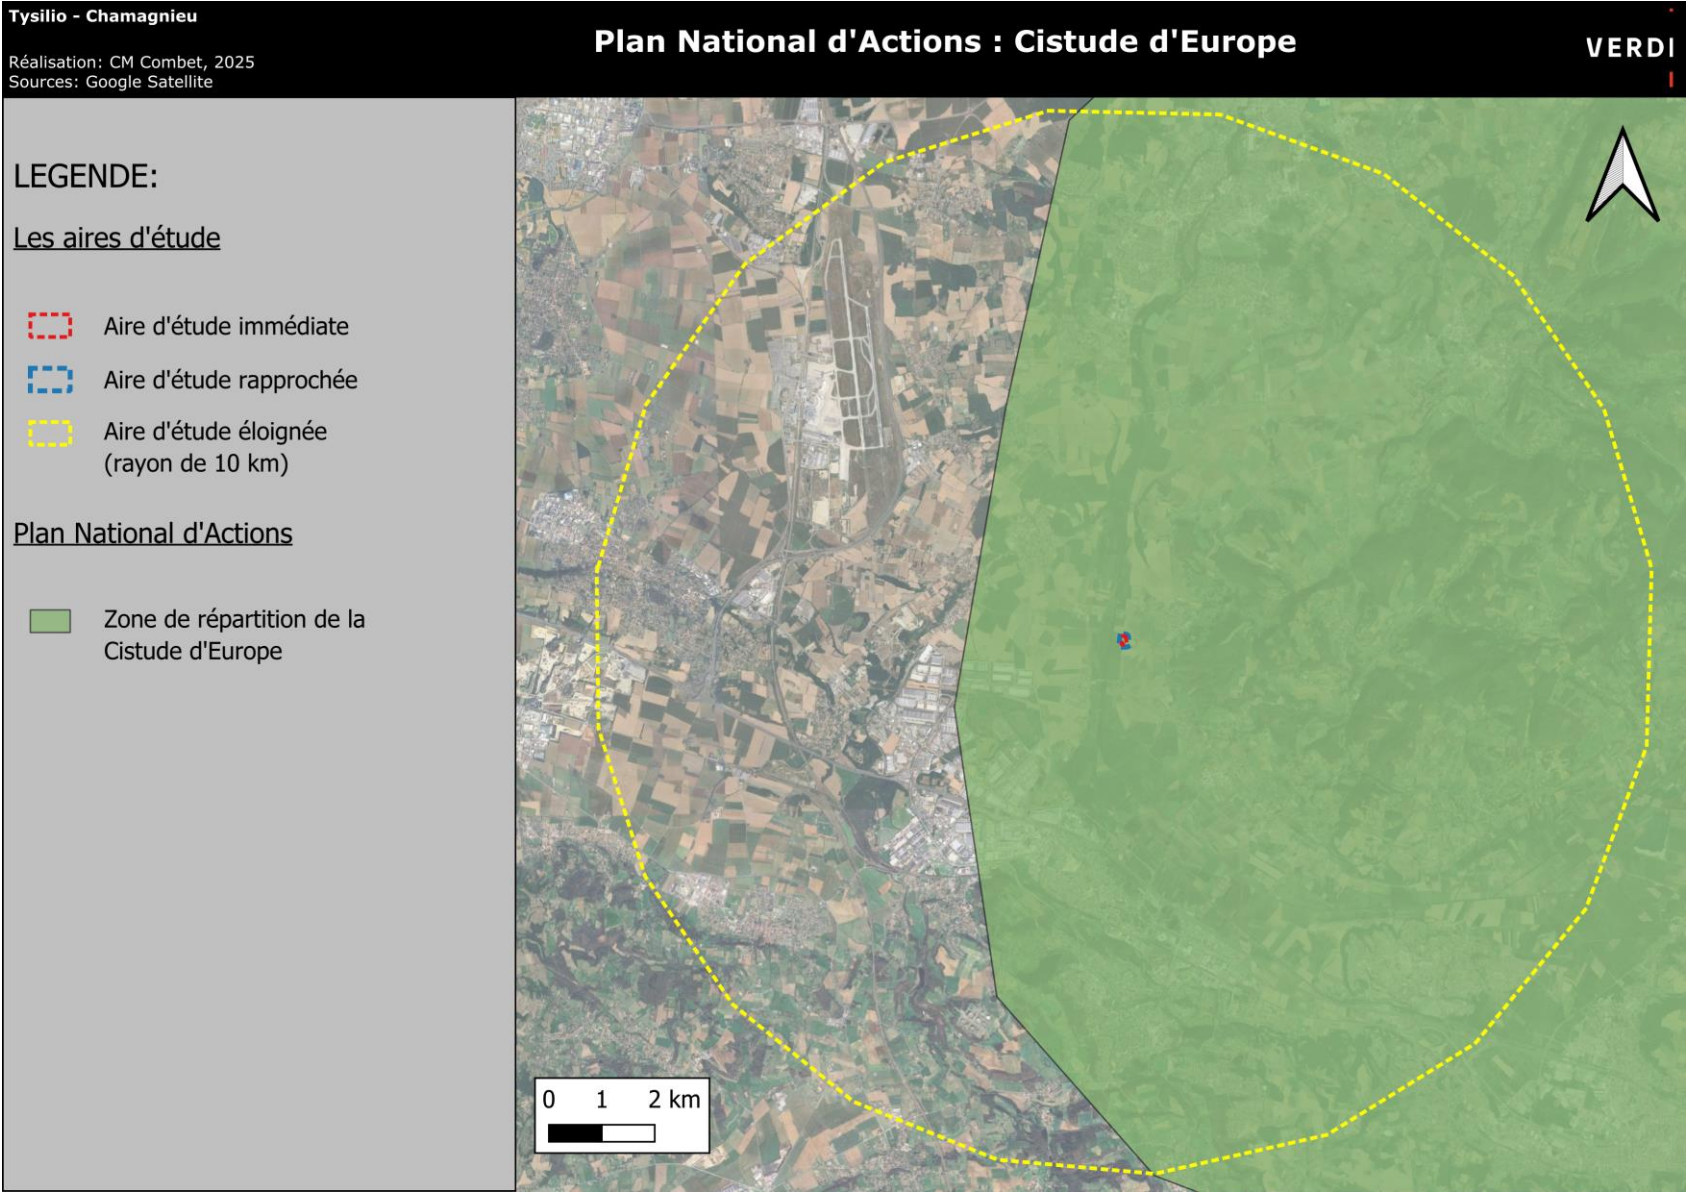 Tysilio - Chamagnieu
Réalisation: CM Combet, 2025
Sources: Google Satellite
Plan National d'Actions : Cistude d'Europe
VERDI
LEGENDE:
Les aires d'étude
Aire d'étude immédiate
Aire d'étude rapprochée
Aire d'étude éloignée
(rayon de 10 km)
Plan National d'Actions
Zone de répartition de la
Cistude d'Europe
0 1 2 km